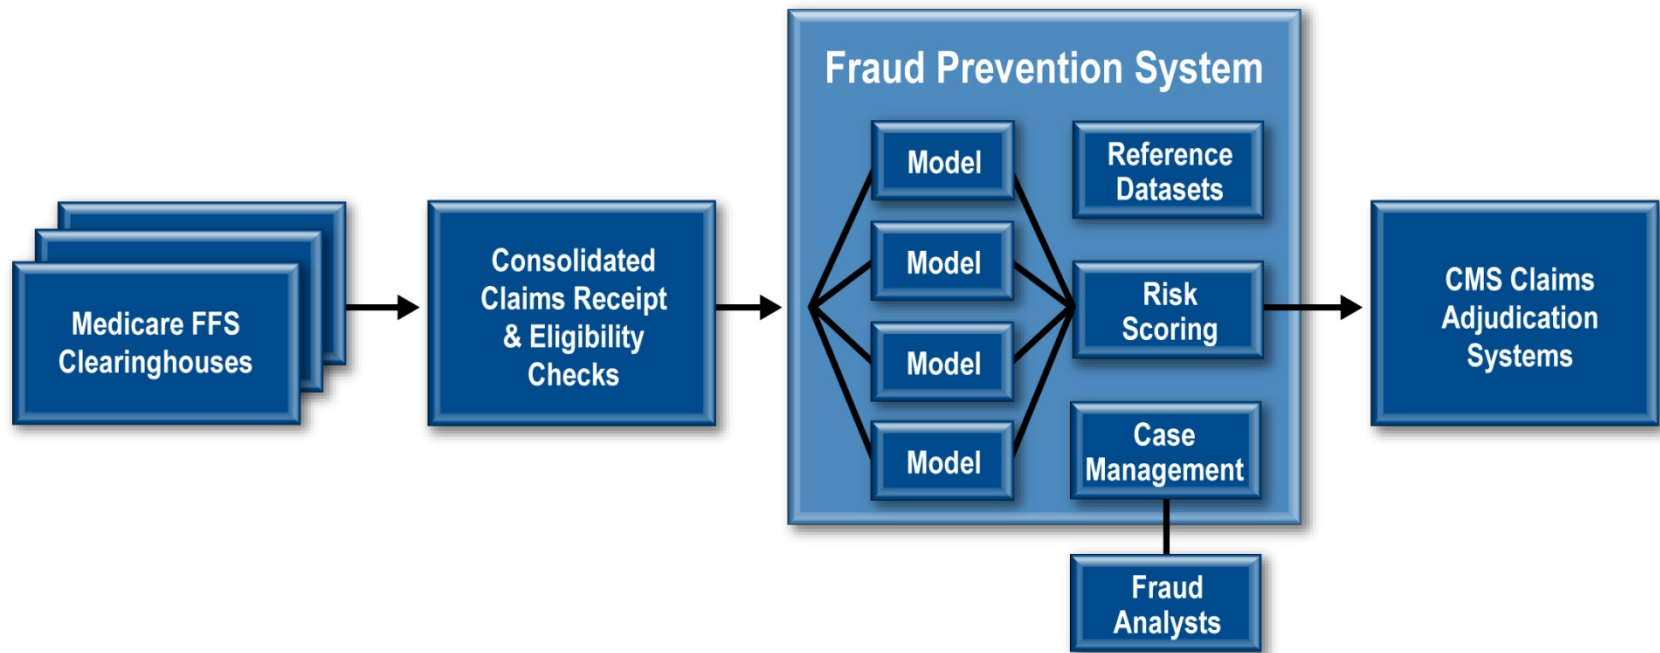 Fraud Prevention System
Medicare FFS
Clearinghouses
Consolidated
Claims Receipt
& Eligibility
Checks
Model
Model
Model
Model
Reference
Datasets
Risk
Scoring
Case
Management
Fraud
Analysts
CMS Claims
Adjudication
Systems